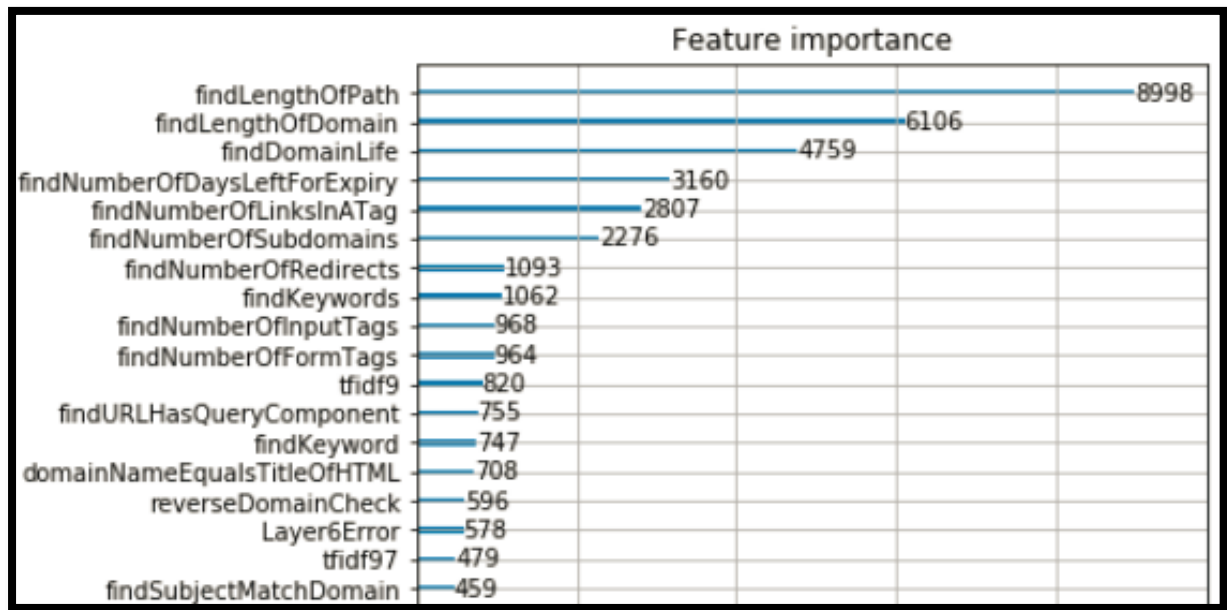 Feature importance
findLengthOfPath 8998
findLengthOfDomain 6106
findDomainLife 4759
findNumberOfDaysLeftForExpiry 3160
findNumberOfLinksInATag 2807
findNumberOfSubdomains 2276
findNumberOfRedirects 1093
findKeywords 1062
findNumberOfInputTags 968
findNumberOfFormTags 964
tfidf9 820
findURLHasQueryComponent 755
findKeyword 747
domainNameEqualsTitleOfHTML 708
reverseDomainCheck 596
Layer6Error 578
tfidf97 479
findSubjectMatchDomain 459